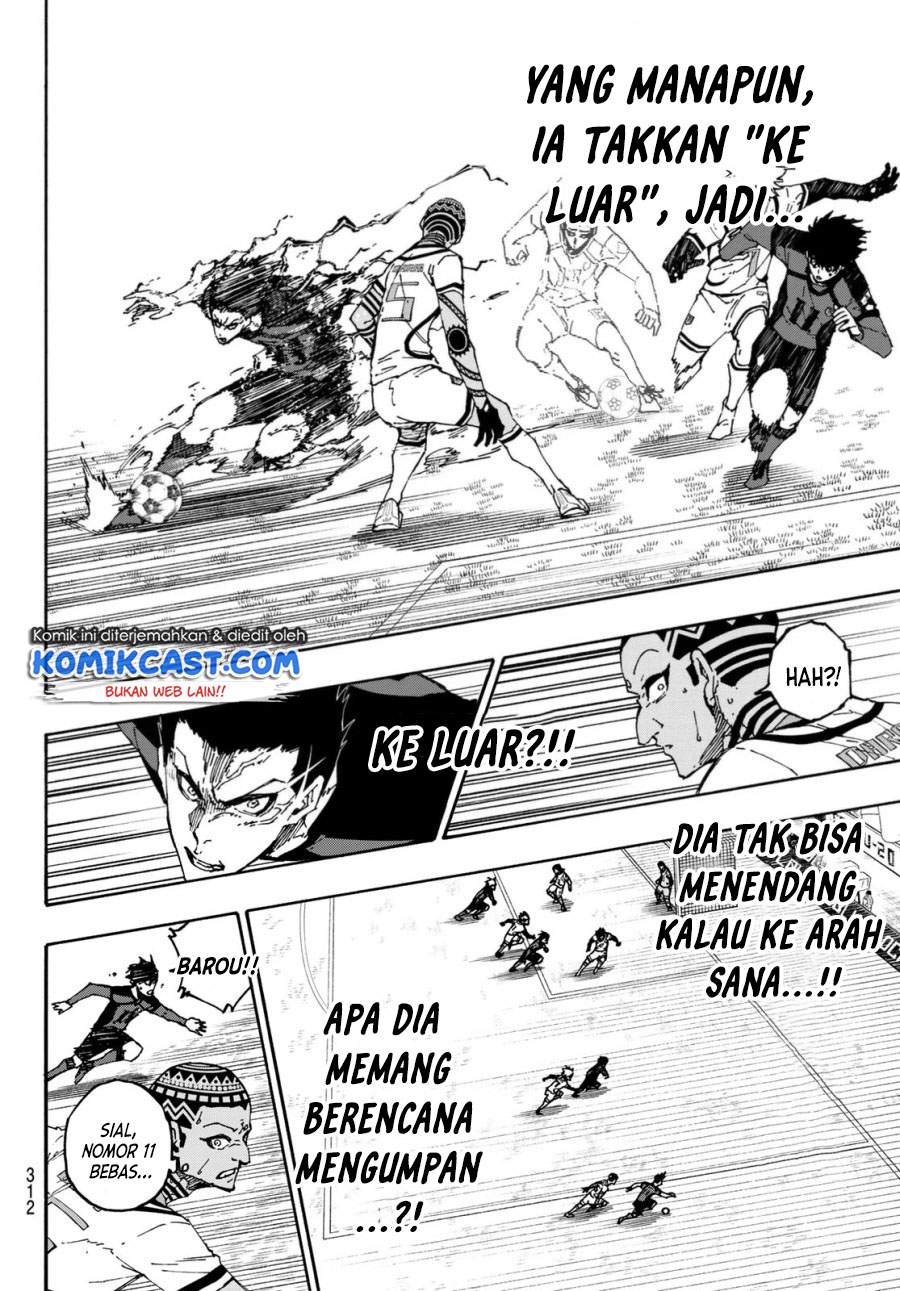 YANG MANAPUN,
IA TAKKAN "KE
LUAR", JADI...
5
11
Komik ini diterjemahkan & diedit oleh
KOMIKCAST.COM
BUKAN WEB LAIN!!
HAH?!
KE LUAR?!!
DIA TAK BISA
MENENDANG
KALAU KE ARAH
SANA...!!
BAROU!!
APA DIA
MEMANG
BERENCANA
MENGUMPAN
...?!
SIAL,
NOMOR 11
BEBAS...
312